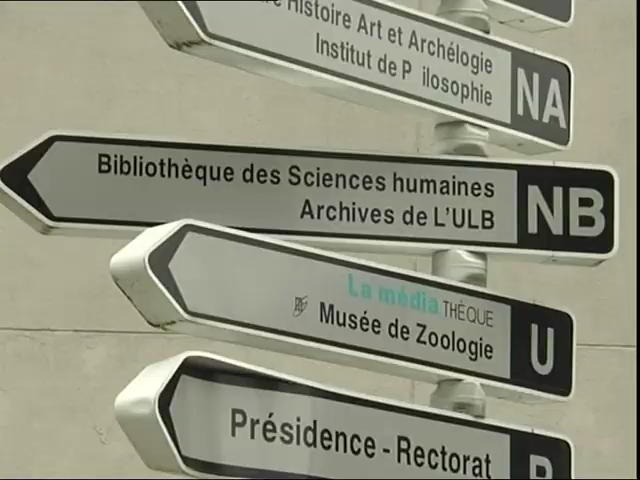 Histoire Art et Archélogie
Institut de P ilosophie
NA
Bibliothèque des Sciences humaines
Archives de L'ULB
NB
La média THÈQUE
Musée de Zoologie
U
Présidence - Rectorat